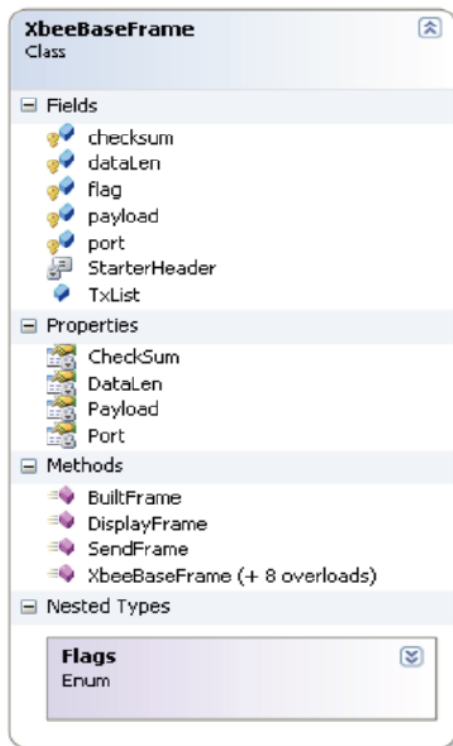 XbeeBaseFrame
Class
Fields
checksum
dataLen
flag
payload
port
StarterHeader
TxList
Properties
CheckSum
DataLen
Payload
Port
Methods
BuiltFrame
DisplayFrame
SendFrame
XbeeBaseFrame (+ 8 overloads)
Nested Types
Flags
Enum